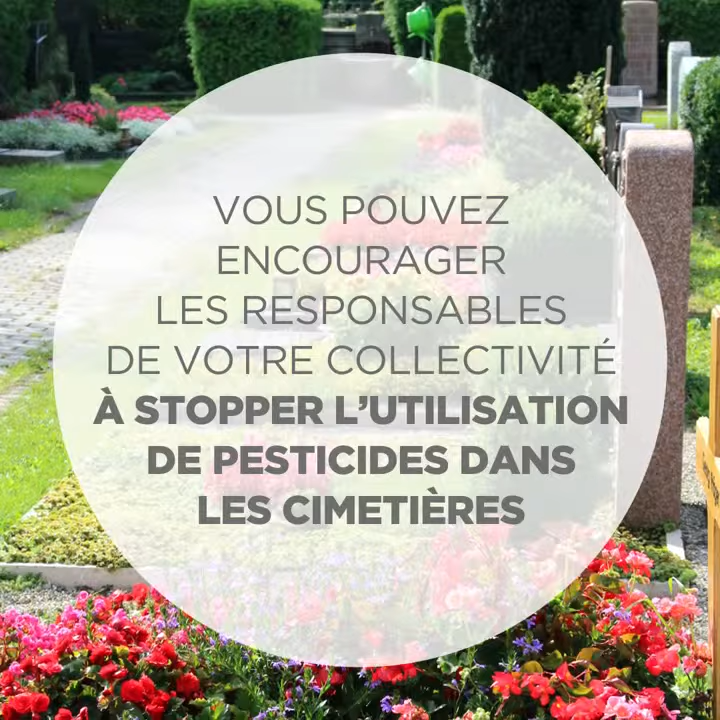 VOUS POUVEZ
ENCOURAGER
LES RESPONSABLES
DE VOTRE COLLECTIVITÉ
À STOPPER L’UTILISATION
DE PESTICIDES DANS
LES CIMETIÈRES